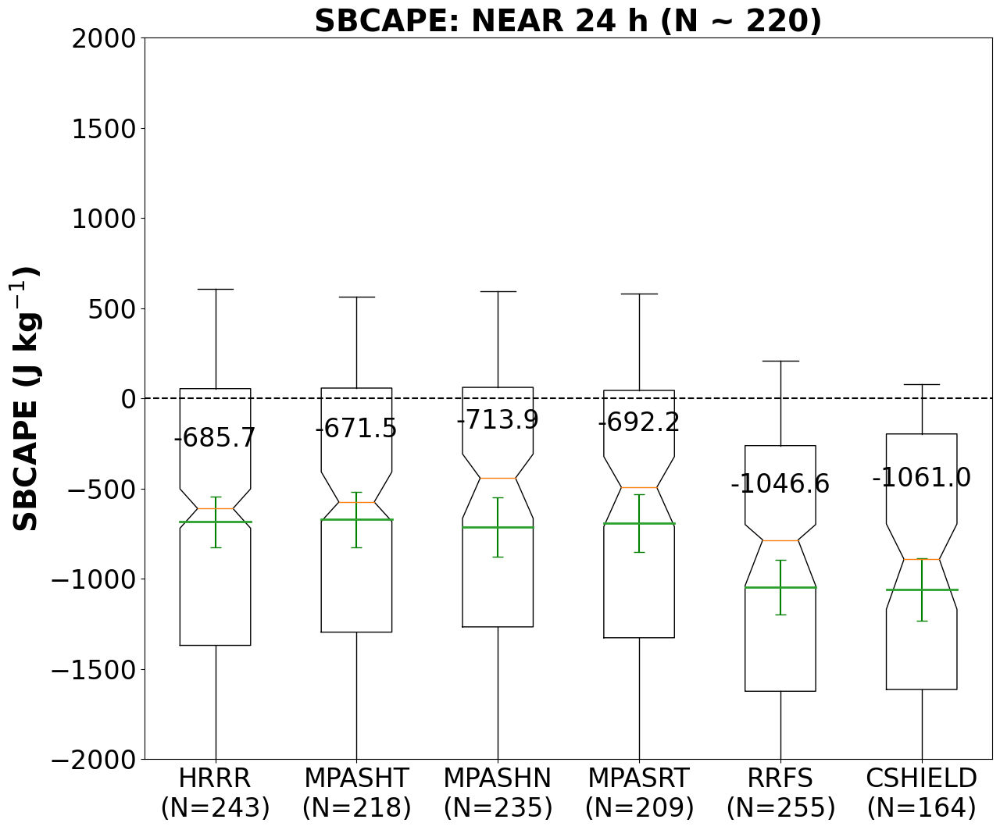 SBCAPE: NEAR 24 h (N ~ 220)
2000
1500
1000
500
0
−500
−1000
−1500
−2000
SBCAPE (J kg⁻¹)
-685.7
-671.5
-713.9
-692.2
-1046.6
-1061.0
HRRR
(N=243)
MPASHT
(N=218)
MPASHN
(N=235)
MPASRT
(N=209)
RRFS
(N=255)
CSHIELD
(N=164)